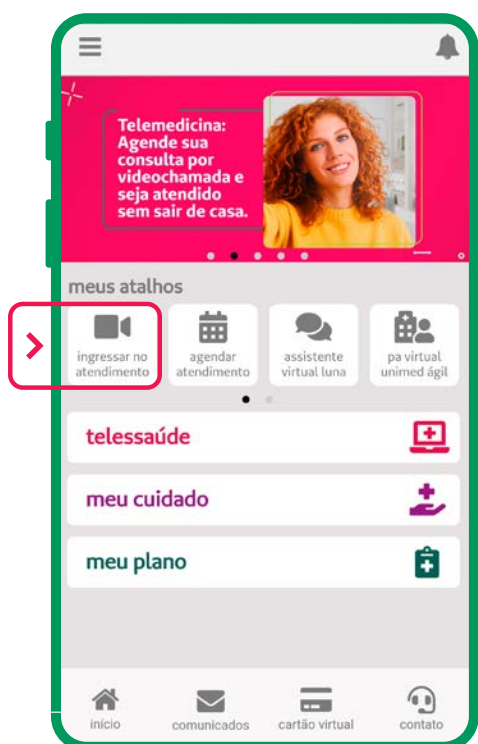 Telemedicina:
Agende sua
consulta por
videochamada e
seja atendido
sem sair de casa.
meus atalhos
ingressar no
atendimento
agendar
atendimento
assistente
virtual luna
pa virtual
unimed ágil
telessaúde
meu cuidado
meu plano
início
comunicados
cartão virtual
contato